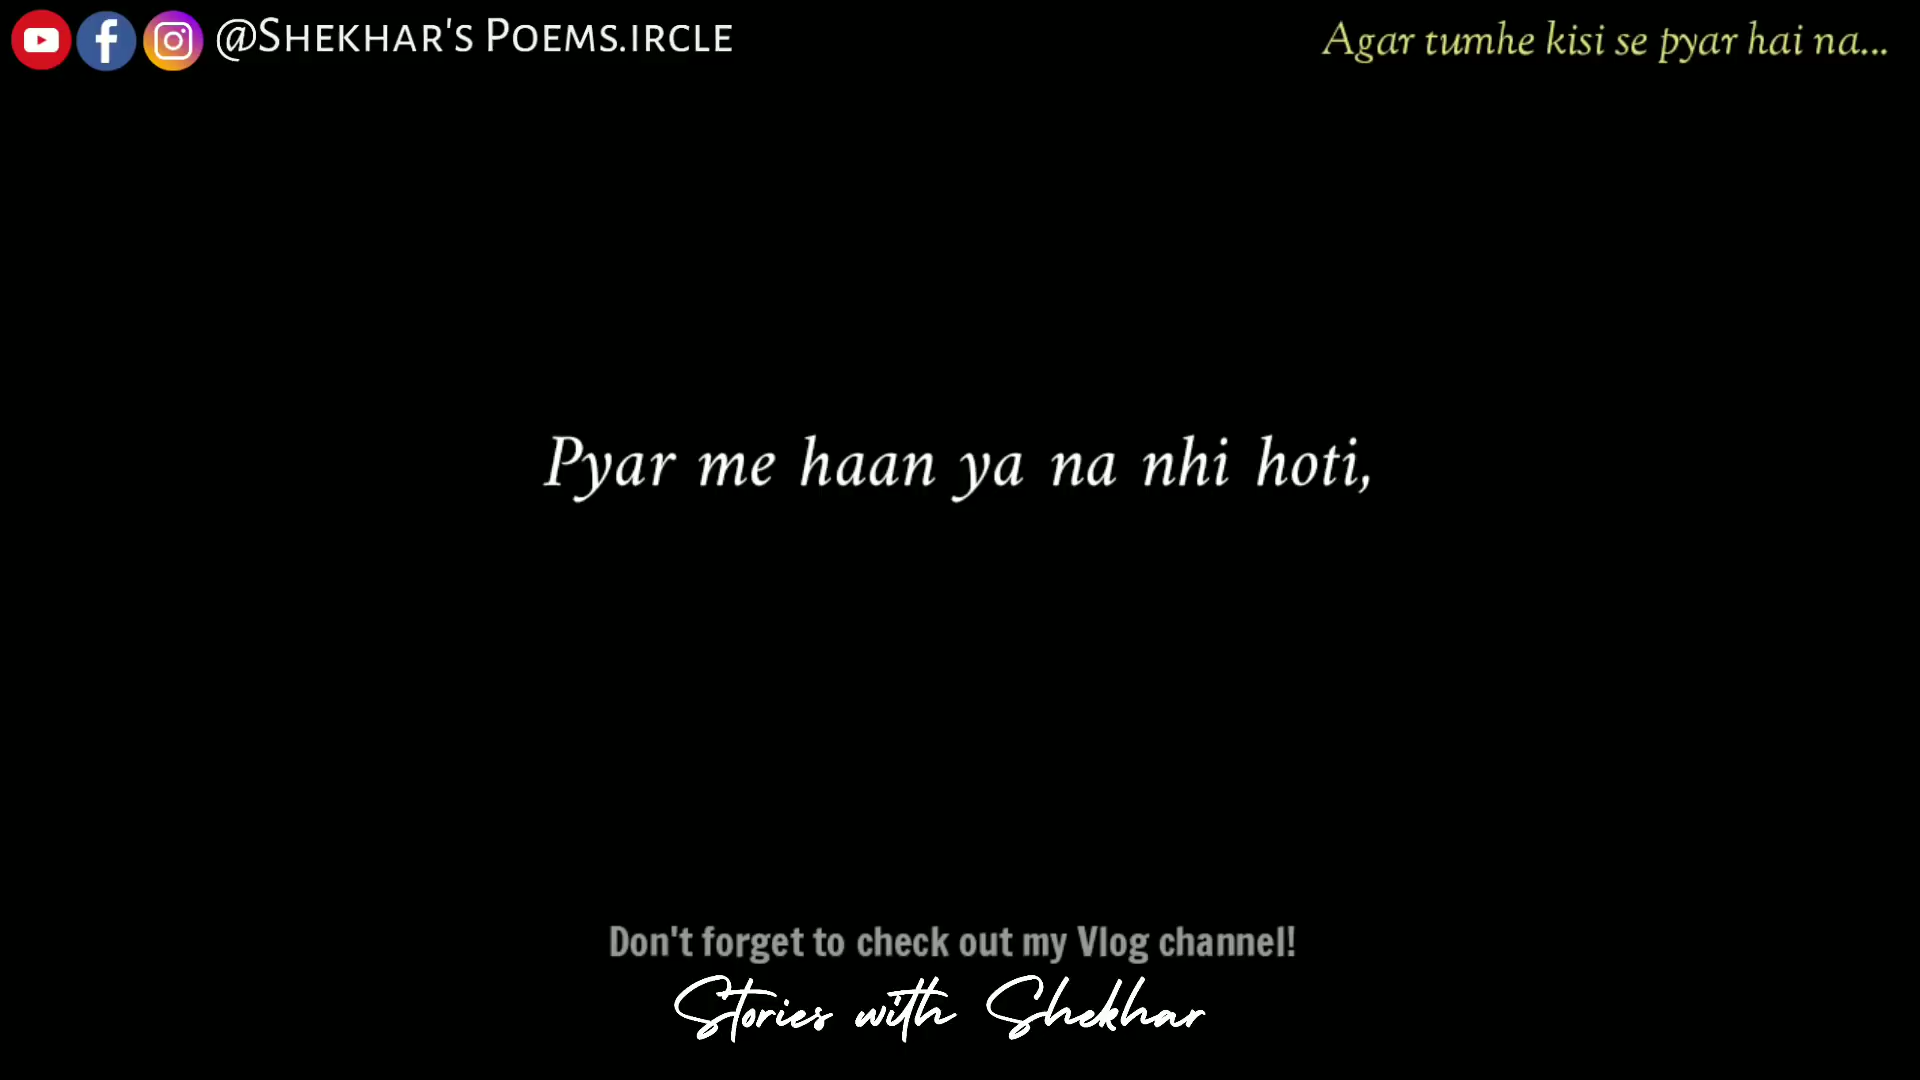 @Shekhar's Poems.ircle
Agar tumhe kisi se pyar hai na...
Pyar me haan ya na nhi hoti,
Don't forget to check out my Vlog channel!
Stories with Shekhar